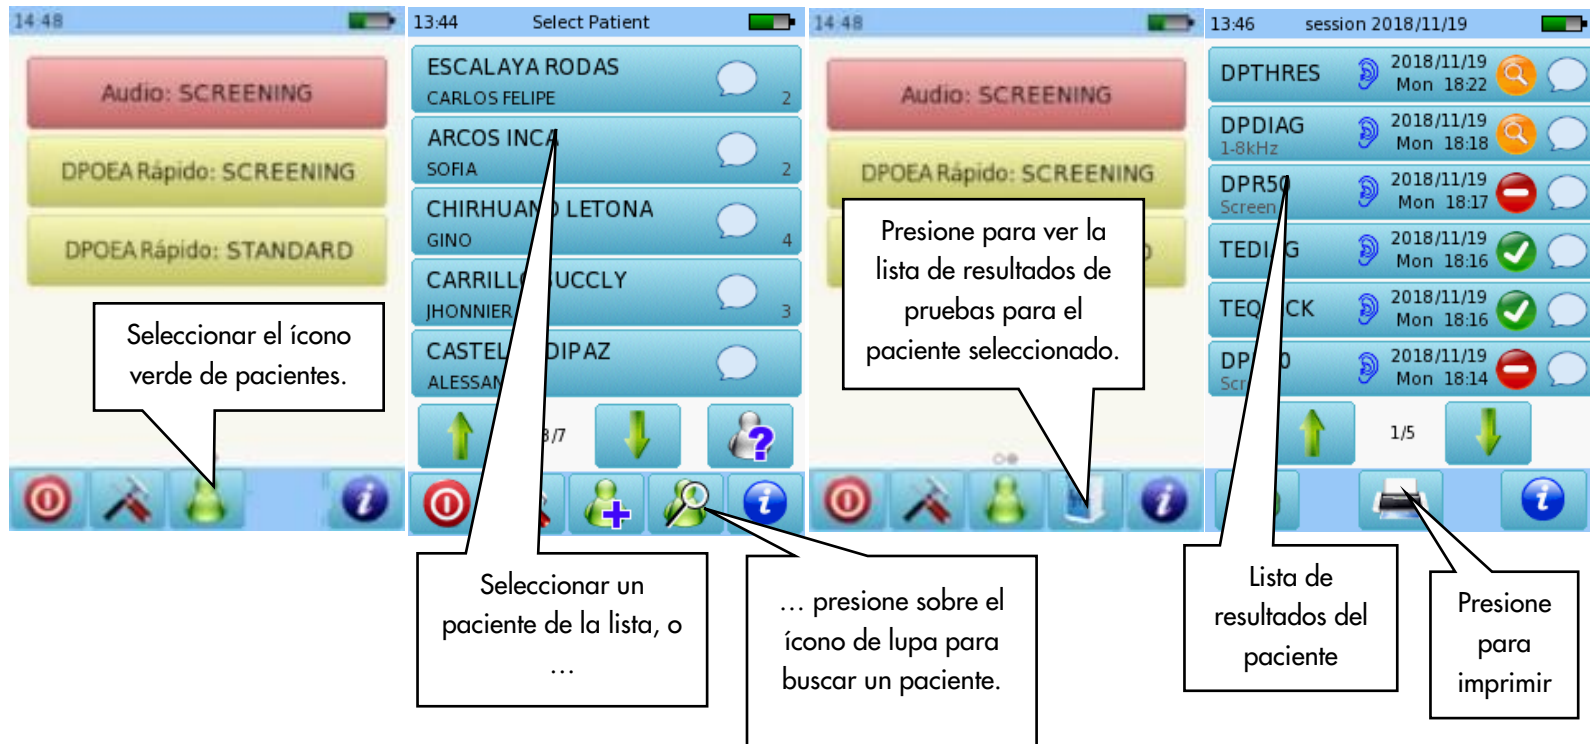 14:48
Audio: SCREENING
DPOEA Rápido: SCREENING
DPOEA Rápido: STANDARD
Seleccionar el ícono
verde de pacientes.
13:44 Select Patient
ESCALAYA RODAS
CARLOS FELIPE
2
ARCOS INCA
SOFIA
2
CHIRHUANO LETONA
GINO
4
JHONNIER
3
ALESSAN
/7
Seleccionar un
paciente de la lista, o
…
… presione sobre el
ícono de lupa para
buscar un paciente.
14:48
Audio: SCREENING
DPOEA Rápido: SCREENING
Presione para ver la
lista de resultados de
pruebas para el
paciente seleccionado.
13:46 session 2018/11/19
DPTHRES 2018/11/19
Mon 18:22
DPDIAG 2018/11/19
1-8kHz Mon 18:18
DPR50 2018/11/19
Screen Mon 18:17
TEDIAG 2018/11/19
Mon 18:16
2018/11/19
Mon 18:16
2018/11/19
Mon 18:14
1/5
Lista de
resultados del
paciente
Presione
para
imprimir